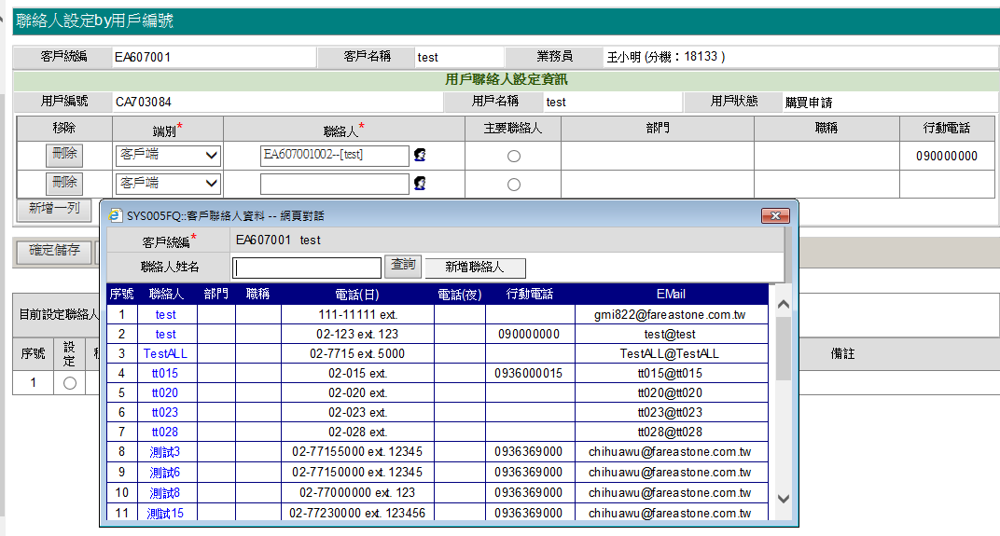 聯絡人設定by用戶編號
客戶統編 EA607001 客戶名稱 test 業務員 王小明 (分機：18133 )
用戶聯絡人設定資訊
用戶編號 CA703084 用戶名稱 test 用戶狀態 購買申請
移除 端別* 聯絡人* 主要聯絡人 部門 職稱 行動電話
刪除 客戶端 EA607001002--[test] 090000000
刪除 客戶端
新增一列
SYS005FQ::客戶聯絡人資料 -- 網頁對話
客戶統編* EA607001 test
聯絡人姓名 查詢 新增聯絡人
序號 聯絡人 部門 職稱 電話(日) 電話(夜) 行動電話 EMail
1 test 111-11111 ext. gmi822@fareastone.com.tw
2 test 02-123 ext. 123 090000000 test@test
3 TestALL 02-7715 ext. 5000 TestALL@TestALL
4 tt015 02-015 ext. 0936000015 tt015@tt015
5 tt020 02-020 ext. tt020@tt020
6 tt023 02-023 ext. tt023@tt023
7 tt028 02-028 ext. tt028@tt028
8 測試3 02-77155000 ext. 12345 0936369000 chihuawu@fareastone.com.tw
9 測試6 02-77150000 ext. 12345 0936369000 chihuawu@fareastone.com.tw
10 測試8 02-77000000 ext. 123 0936369000 chihuawu@fareastone.com.tw
11 測試15 02-77230000 ext. 123456 0936369000 chihuawu@fareastone.com.tw
確定儲存
目前設定聯絡人
序號 設定 備註
1